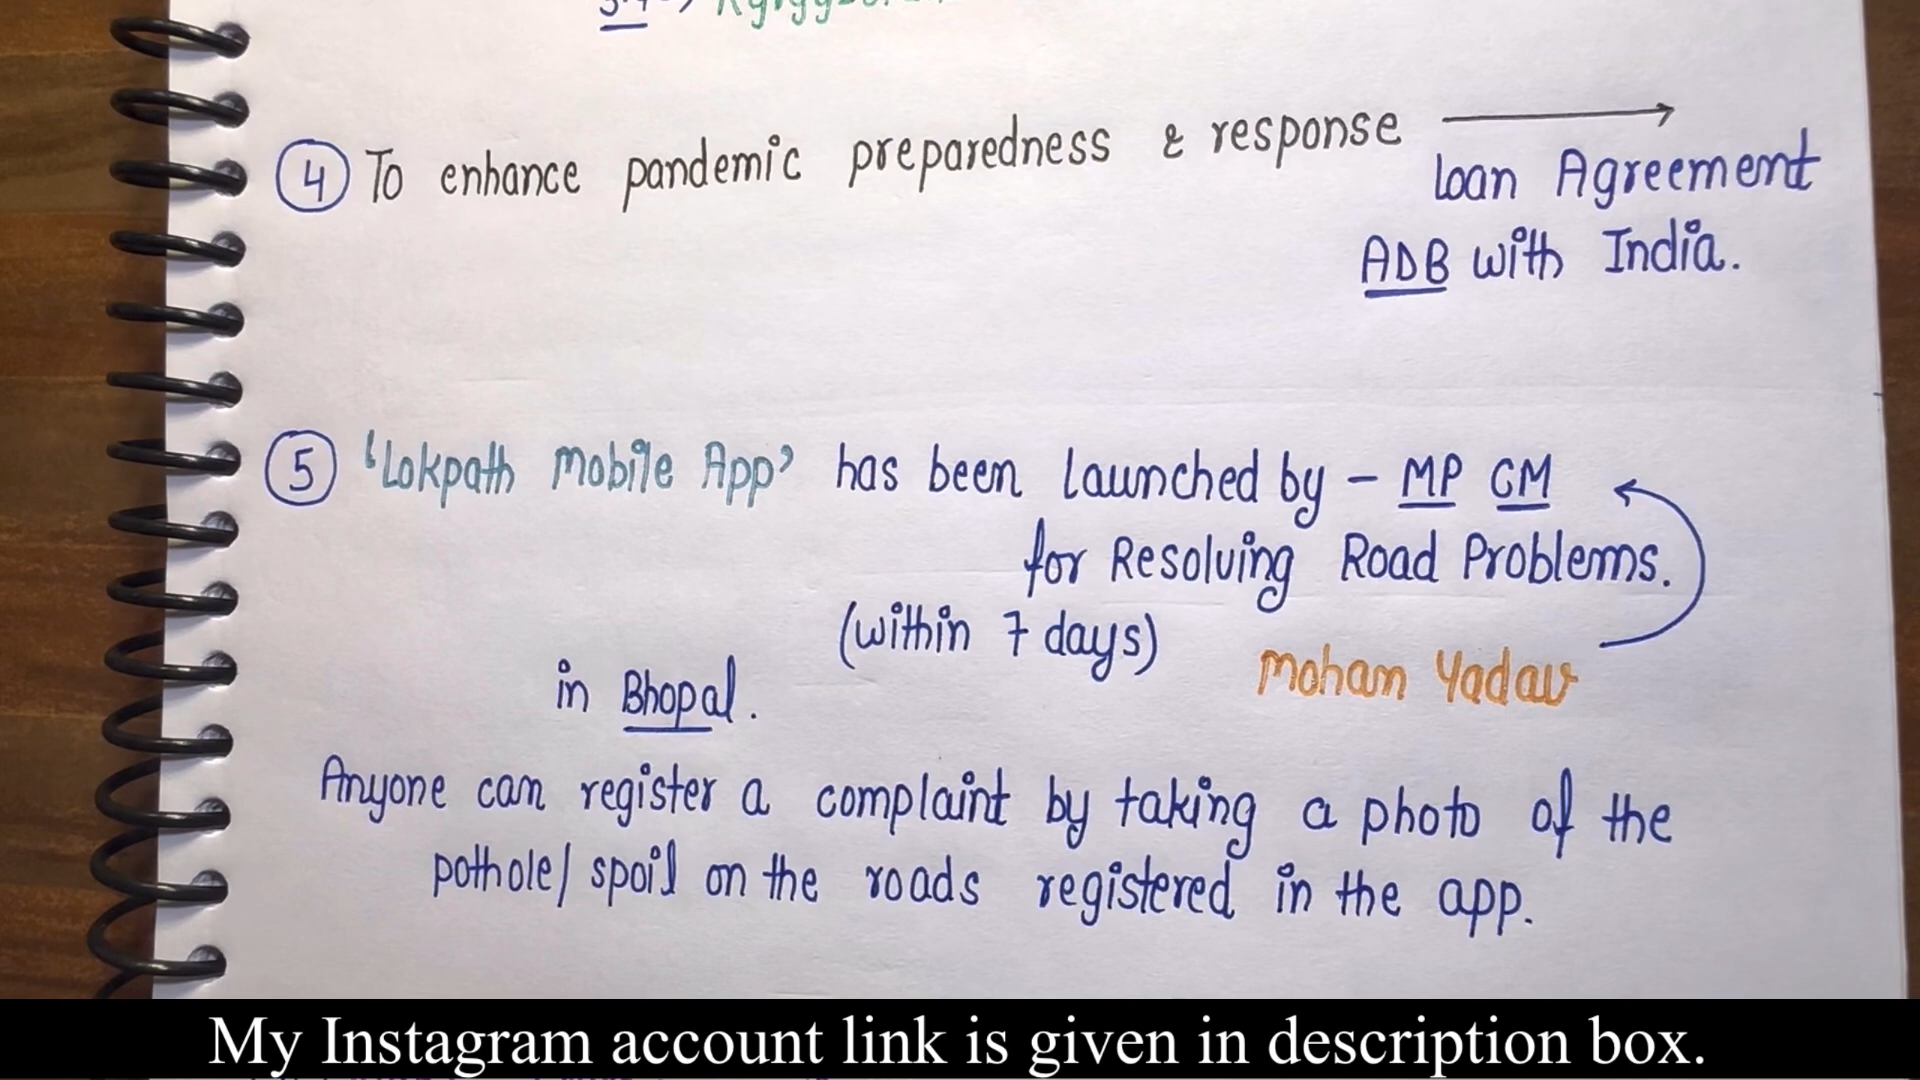 ④ To enhance pandemic preparedness & response →
Loan Agreement
ADB with India.
⑤ 'Lokpath Mobile App' has been launched by - MP CM
for Resolving Road Problems.
(within 7 days)
Mohan Yadav
in Bhopal.
Anyone can register a complaint by taking a photo of the
pothole/ spoil on the roads registered in the app.
My Instagram account link is given in description box.